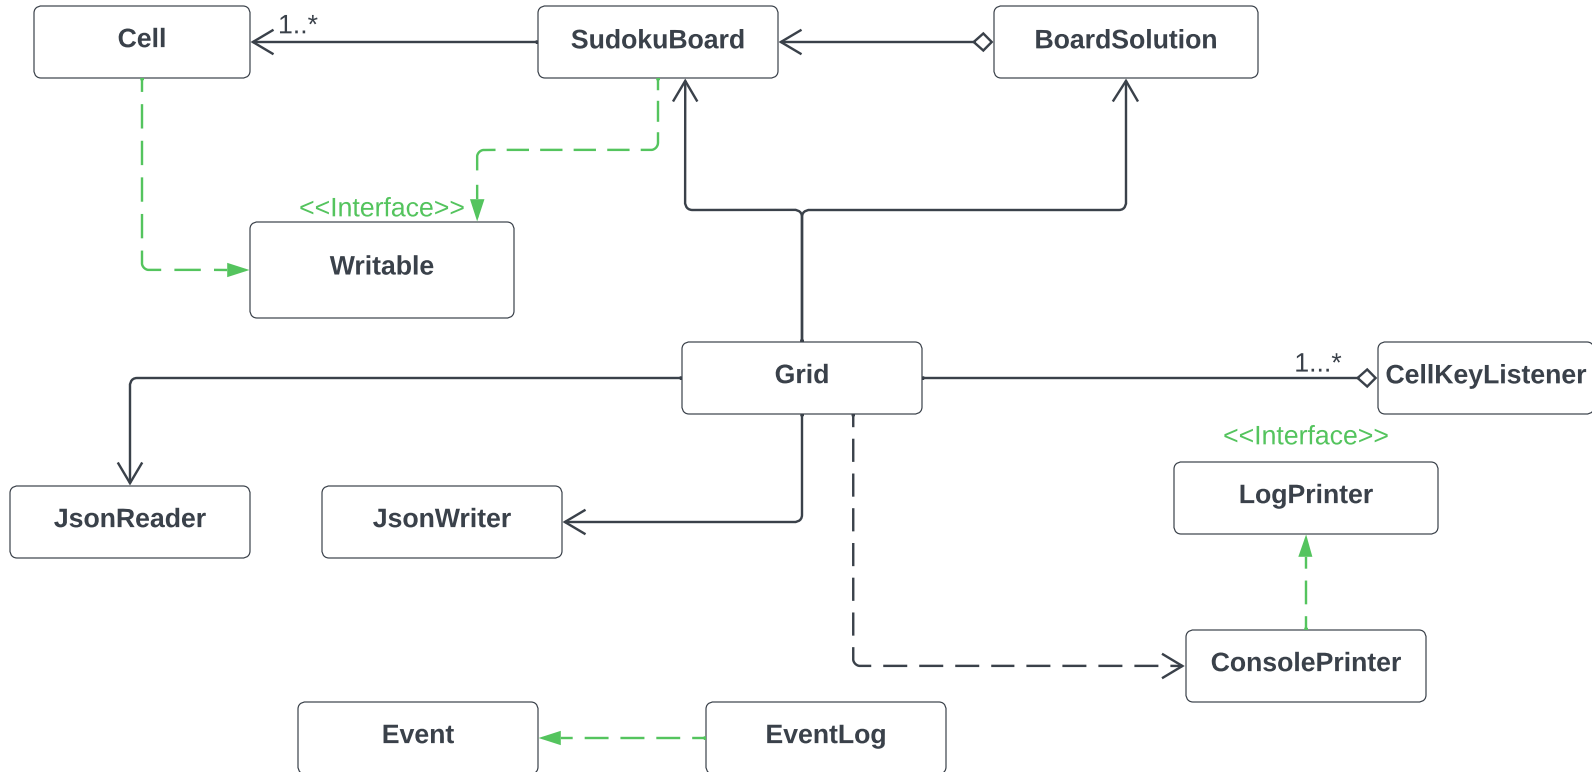 Cell
1..*
SudokuBoard
BoardSolution
<<Interface>>
Writable
Grid
1...*
CellKeyListener
<<Interface>>
LogPrinter
JsonReader
JsonWriter
ConsolePrinter
Event
EventLog